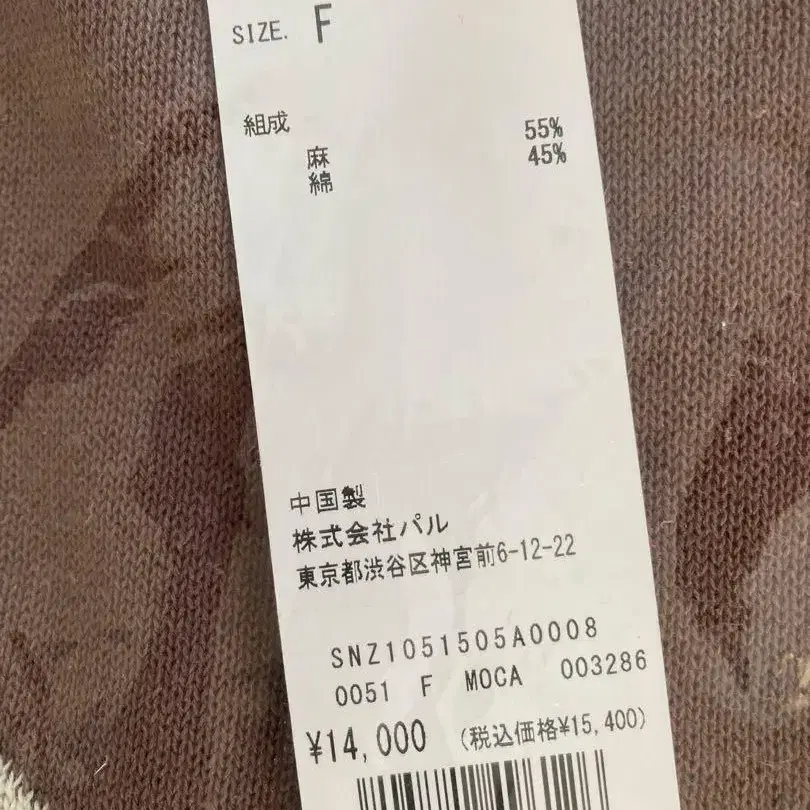 SIZE. F
組成
麻 55%
綿 45%
中国製
株式会社パル
東京都渋谷区神宮前6-12-22
SNZ1051505A0008
0051 F MOCA 003286
¥14,000 (税込価格¥15,400)